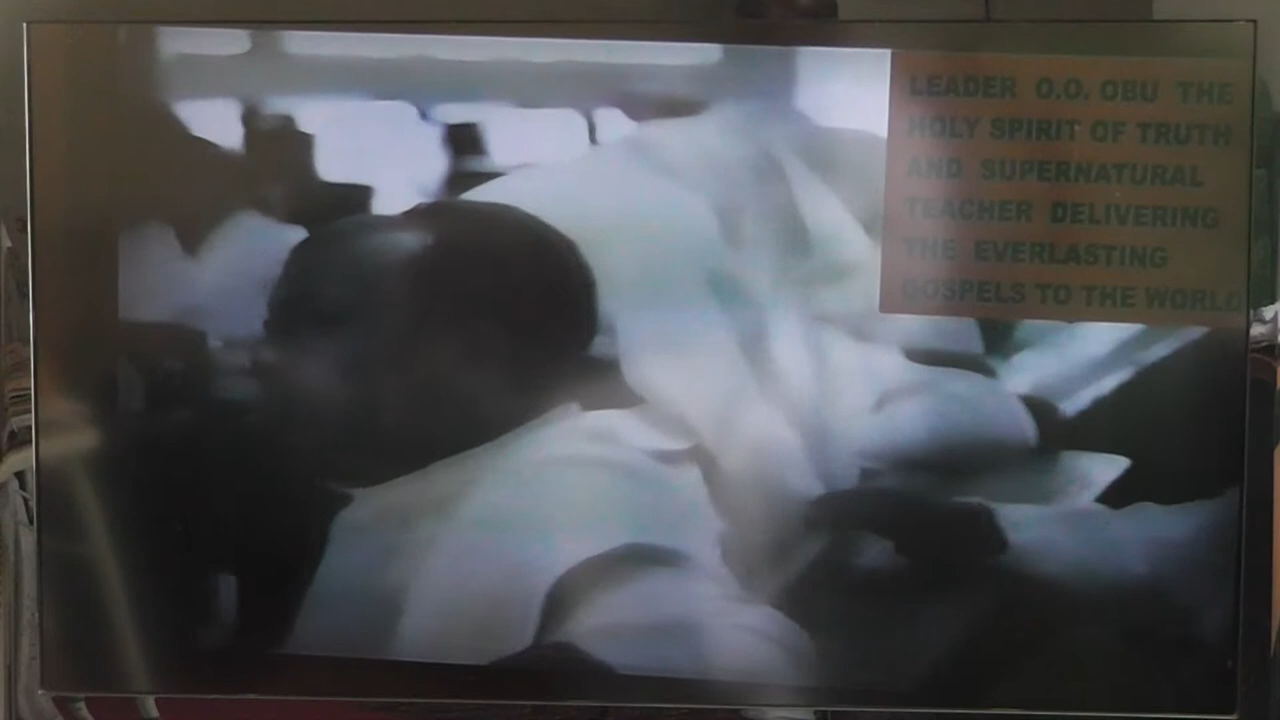 LEADER O.O. OBU THE
HOLY SPIRIT OF TRUTH
AND SUPERNATURAL
TEACHER DELIVERING
THE EVERLASTING
GOSPELS TO THE WORLD